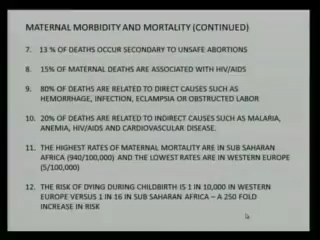 MATERNAL MORBIDITY AND MORTALITY (CONTINUED)
7. 13 % OF DEATHS OCCUR SECONDARY TO UNSAFE ABORTIONS
8. 15% OF MATERNAL DEATHS ARE ASSOCIATED WITH HIV/AIDS
9. 80% OF DEATHS ARE RELATED TO DIRECT CAUSES SUCH AS
HEMORRHAGE, INFECTION, ECLAMPSIA OR OBSTRUCTED LABOR
10. 20% OF DEATHS ARE RELATED TO INDIRECT CAUSES SUCH AS MALARIA,
ANEMIA, HIV/AIDS AND CARDIOVASCULAR DISEASE.
11. THE HIGHEST RATES OF MATERNAL MORTALITY ARE IN SUB SAHARAN
AFRICA (940/100,000) AND THE LOWEST RATES ARE IN WESTERN EUROPE
(5/100,000)
12. THE RISK OF DYING DURING CHILDBIRTH IS 1 IN 10,000 IN WESTERN
EUROPE VERSUS 1 IN 16 IN SUB SAHARAN AFRICA – A 250 FOLD
INCREASE IN RISK